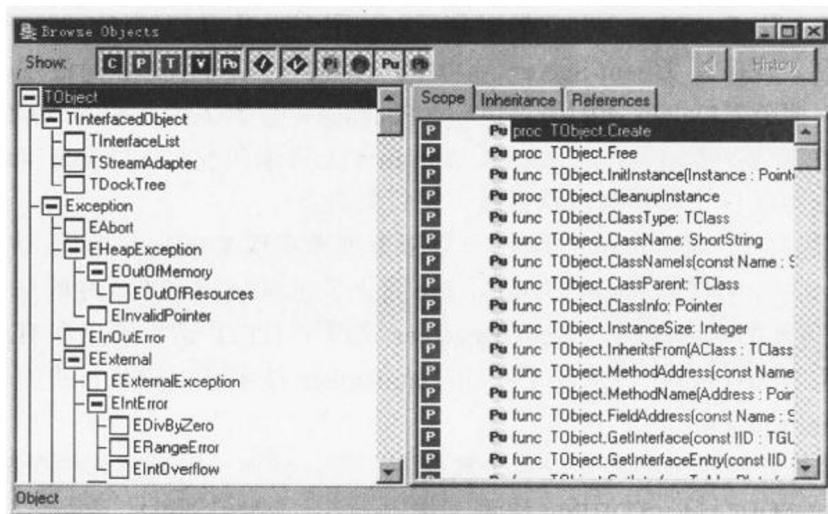 Browse Objects
Show: C P T V Po Pi Pu Pb
History
TObject
TInterfacedObject
TInterfaceList
TStreamAdapter
TDockTree
Exception
EAbort
EHeapException
EOutOfMemory
EOutOfResources
EInvalidPointer
EInOutError
EExternal
EExternalException
EIntError
EDivByZero
ERangeError
EIntOverflow
Scope Inheritance References
P Pu proc TObject.Create
P Pu proc TObject.Free
P Pu func TObject.InitInstance(Instance : Pointe
P Pu proc TObject.CleanupInstance
P Pu func TObject.ClassType: TClass
P Pu func TObject.ClassName: ShortString
P Pu func TObject.ClassNameIs(const Name : S
P Pu func TObject.ClassParent: TClass
P Pu func TObject.ClassInfo: Pointer
P Pu func TObject.InstanceSize: Integer
P Pu func TObject.InheritsFrom(AClass : TClass
P Pu func TObject.MethodAddress(const Name
P Pu func TObject.MethodName(Address : Poin
P Pu func TObject.FieldAddress(const Name : S
P Pu func TObject.GetInterface(const IID : TGU
P Pu func TObject.GetInterfaceEntry(const IID :
Object